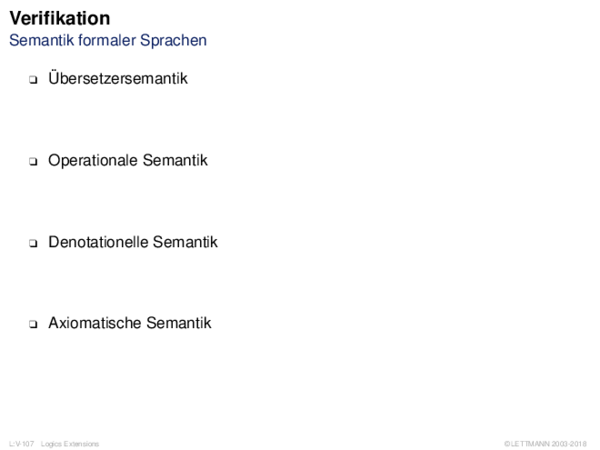 Verifikation
Semantik formaler Sprachen
❑ Übersetzersemantik
❑ Operationale Semantik
❑ Denotationelle Semantik
❑ Axiomatische Semantik
L:V-107 Logics Extensions ©LETTMANN 2003-2018